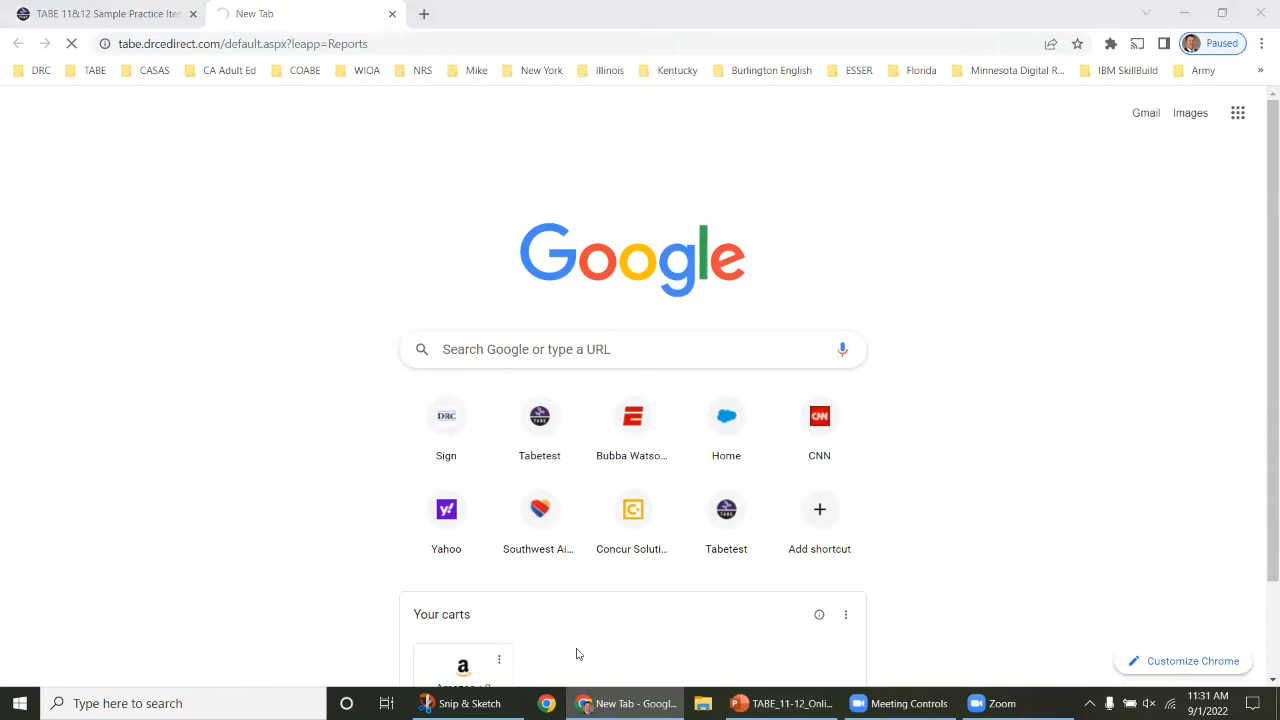 TABE 11&12 Sample Practice Iter
New Tab
tabe.drcedirect.com/default.aspx?leapp=Reports
Paused
DRC TABE CASAS CA Adult Ed COABE WIOA NRS Mike New York Illinois Kentucky Burlington English ESSER Florida Minnesota Digital R... IBM SkillBuild Army »
Gmail Images
Google
Search Google or type a URL
DRC TABE CNN
Sign Tabetest Bubba Watso... Home CNN
y! C. TABE
Yahoo Southwest Ai... Concur Soluti... Tabetest Add shortcut
Your carts
a
Customize Chrome
Type here to search
Snip & Sketch
New Tab - Googl...
TABE_11-12_Onli...
Meeting Controls
Zoom
11:31 AM
9/1/2022